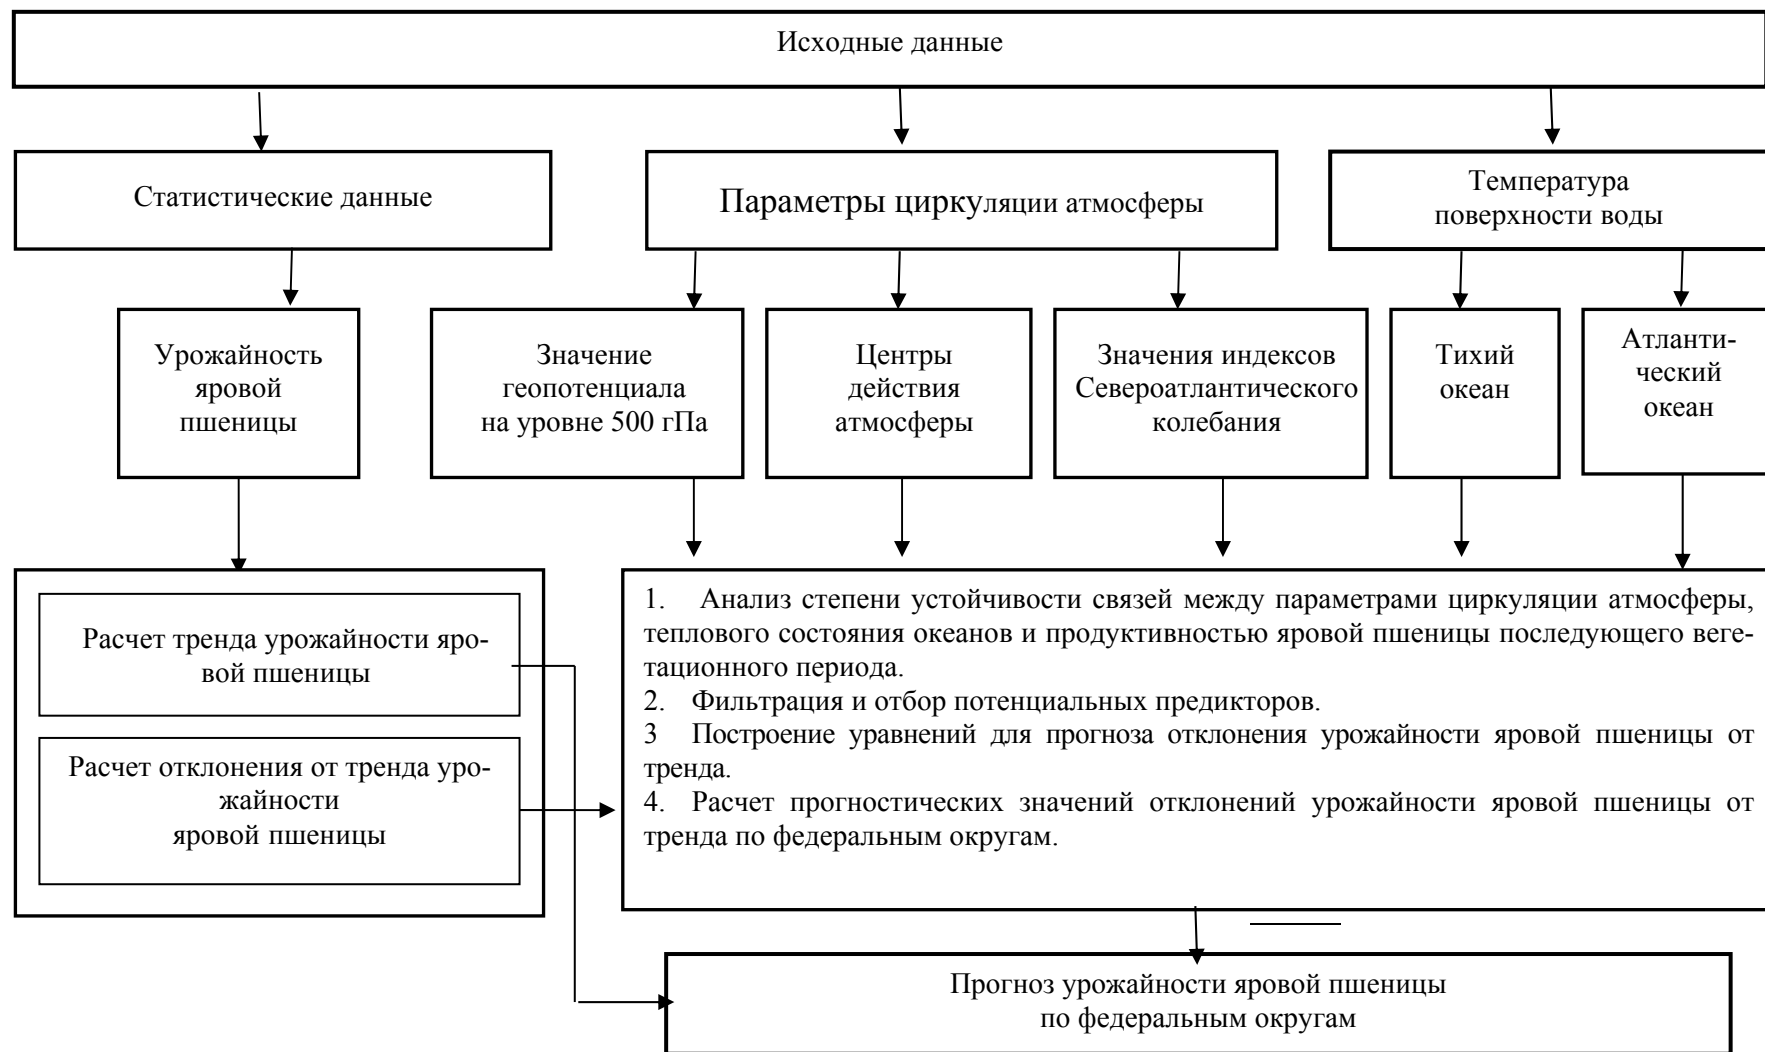 Исходные данные
Статистические данные
Параметры циркуляции атмосферы
Температура
поверхности воды
Урожайность
яровой
пшеницы
Значение
геопотенциала
на уровне 500 гПа
Центры
действия
атмосферы
Значения индексов
Североатлантического
колебания
Тихий
океан
Атланти-
ческий
океан
Расчет тренда урожайности яро-
вой пшеницы
Расчет отклонения от тренда уро-
жайности
яровой пшеницы
1. Анализ степени устойчивости связей между параметрами циркуляции атмосферы,
теплового состояния океанов и продуктивностью яровой пшеницы последующего веге-
тационного периода.
2. Фильтрация и отбор потенциальных предикторов.
3 Построение уравнений для прогноза отклонения урожайности яровой пшеницы от
тренда.
4. Расчет прогностических значений отклонений урожайности яровой пшеницы от
тренда по федеральным округам.
Прогноз урожайности яровой пшеницы
по федеральным округам